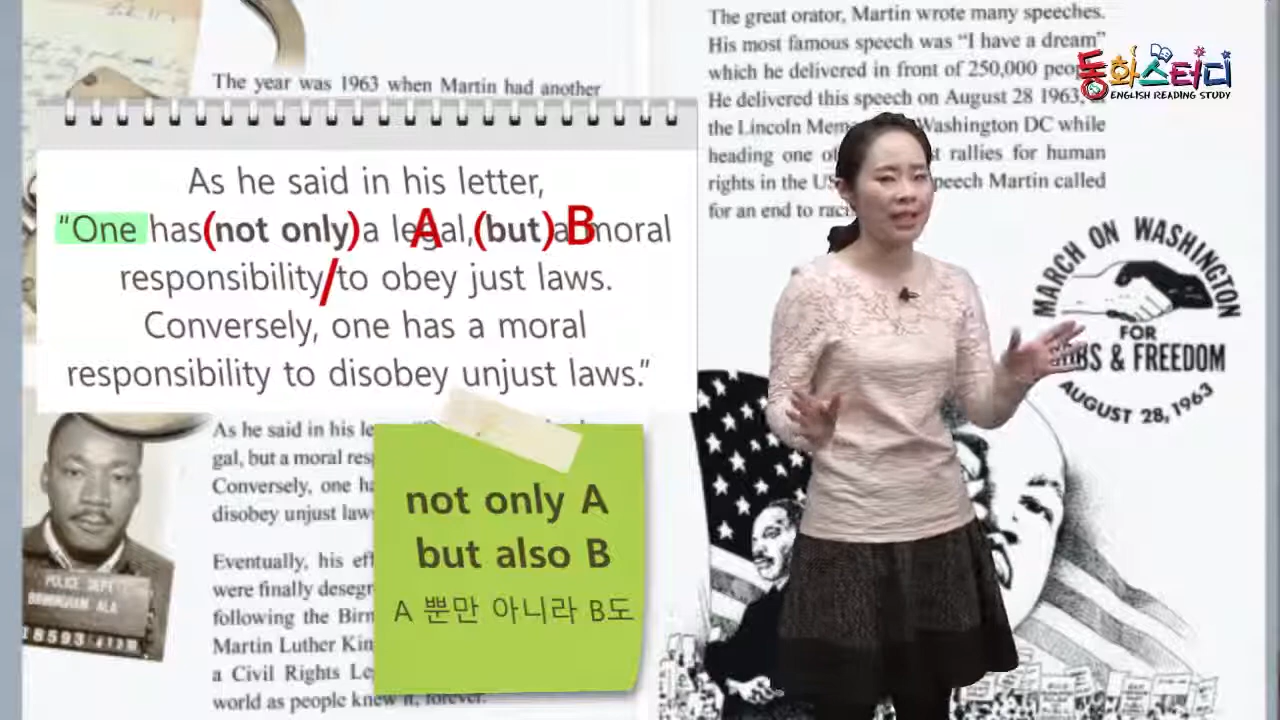 The year was 1963 when Martin had another
As he said in his letter,
"One has (not only) a legal, (but) a moral
A B
responsibility / to obey just laws.
Conversely, one has a moral
responsibility to disobey unjust laws."
As he said in his le
gal, but a moral res
Conversely, one ha
disobey unjust law
Eventually, his eff
were finally desegr
following the Birm
Martin Luther Kin
a Civil Rights Le
world as people knew it, forever.
not only A
but also B
A 뿐만 아니라 B도
POLICE DEPT
BIRMINGHAM ALA
The great orator, Martin wrote many speeches.
His most famous speech was “I have a dream”
which he delivered in front of 250,000 peop
He delivered this speech on August 28 1963,
the Lincoln Mem Washington DC while
heading one of t rallies for human
rights in the US peech Martin called
for an end to raci
동화스터디
ENGLISH READING STUDY
MARCH ON WASHINGTON
FOR
JOBS & FREEDOM
AUGUST 28, 1963